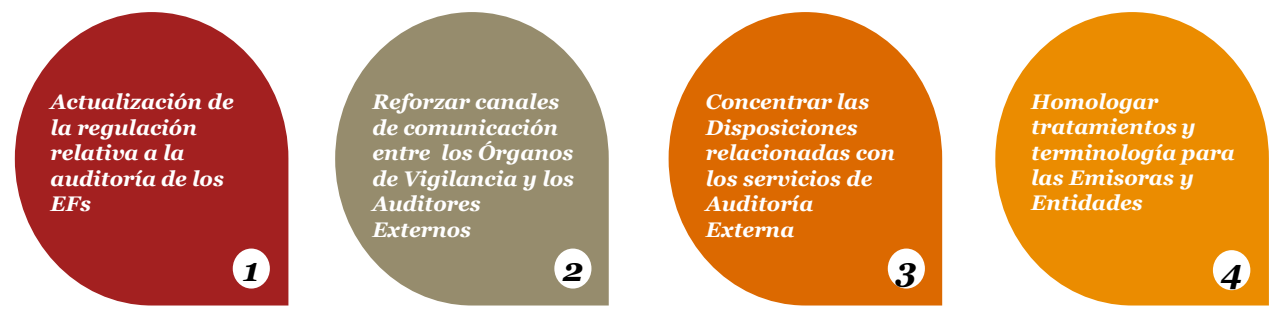 Actualización de
la regulación
relativa a la
auditoría de los
EFs
1
Reforzar canales
de comunicación
entre los Órganos
de Vigilancia y los
Auditores
Externos
2
Concentrar las
Disposiciones
relacionadas con
los servicios de
Auditoría
Externa
3
Homologar
tratamientos y
terminología para
las Emisoras y
Entidades
4